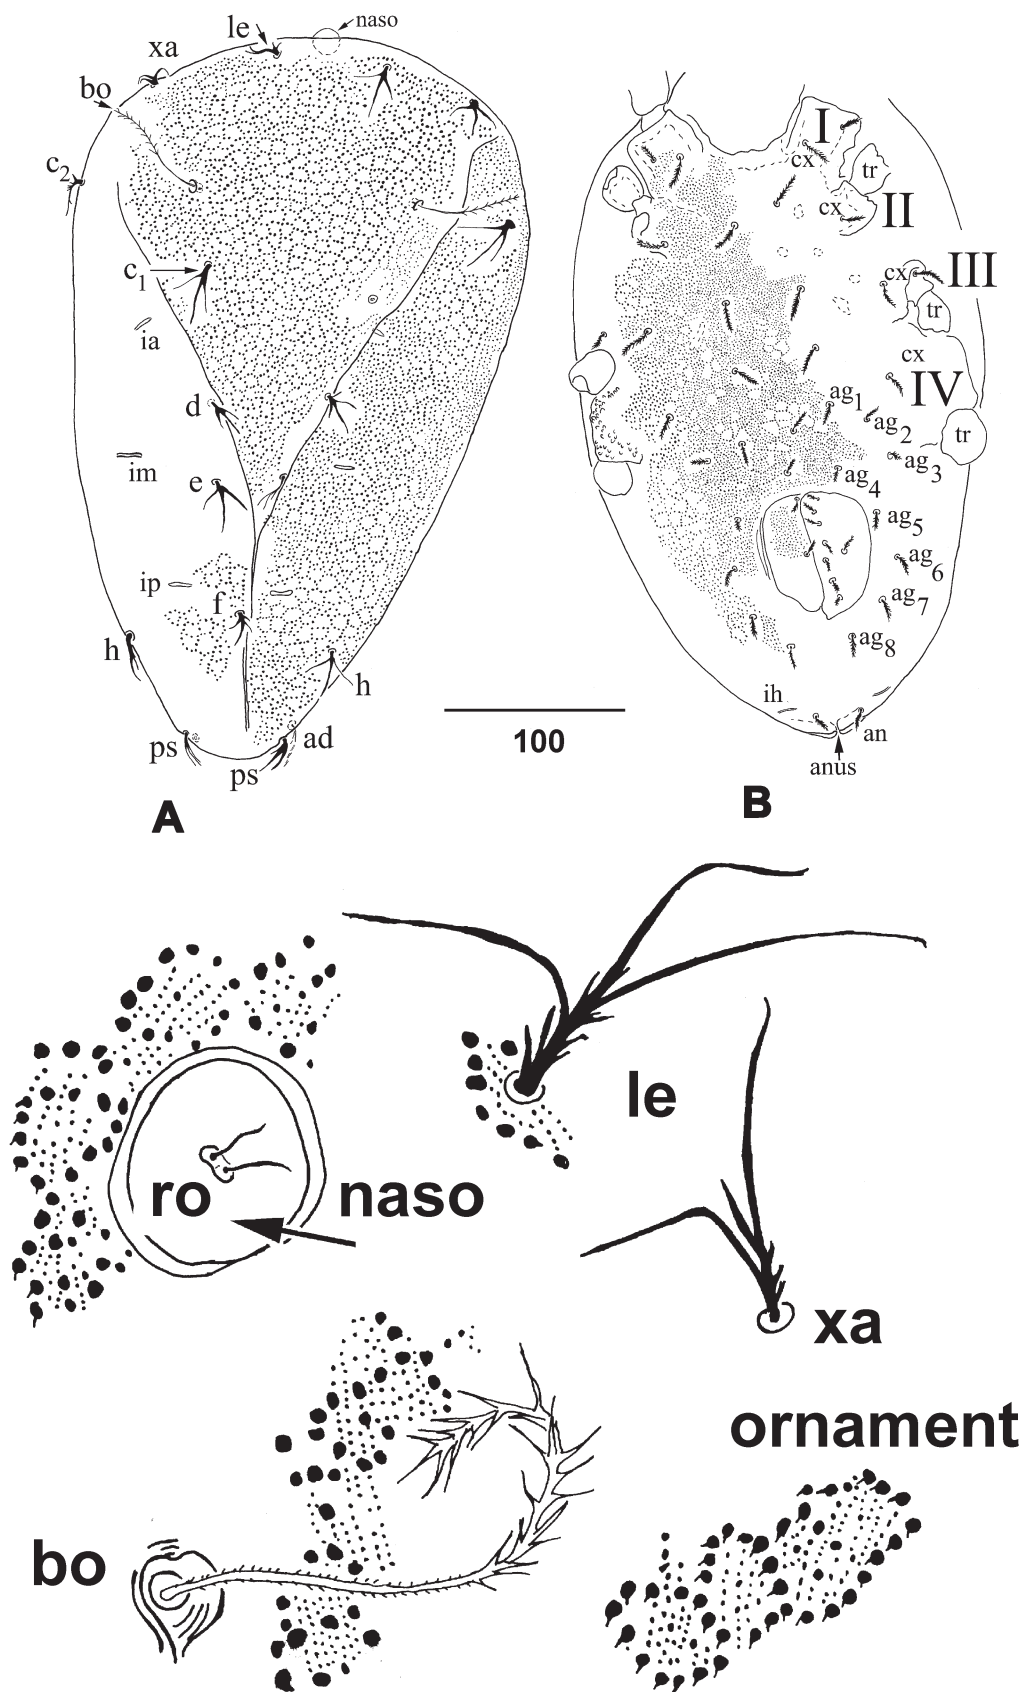 naso
le
xa
bo
c2
c1
ia
d
im
e
ip
f
h
h
ps
ad
ps
A
100
I
cx
tr
cx
II
cx
III
tr
cx
IV
ag1
ag2
tr
ag3
ag4
ag5
ag6
ag7
ag8
ih
an
anus
B
le
ro
naso
xa
ornament
bo